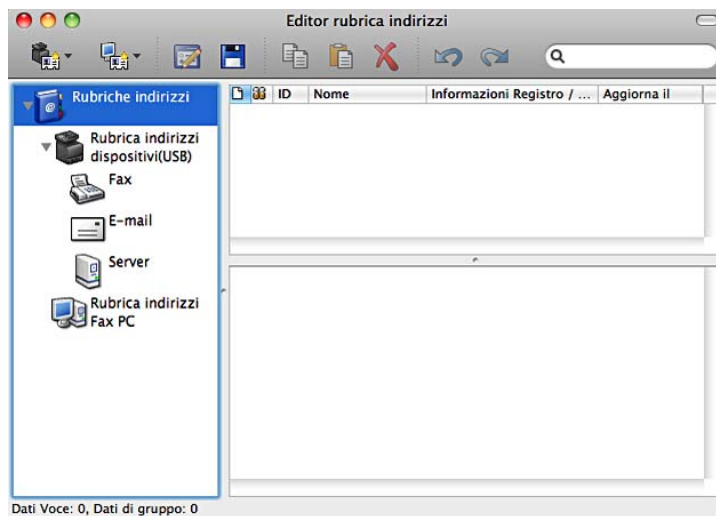 Editor rubrica indirizzi
Rubriche indirizzi
Rubrica indirizzi
dispositivi(USB)
Fax
E-mail
Server
Rubrica indirizzi
Fax PC
ID Nome Informazioni Registro / ... Aggiorna il
Dati Voce: 0, Dati di gruppo: 0